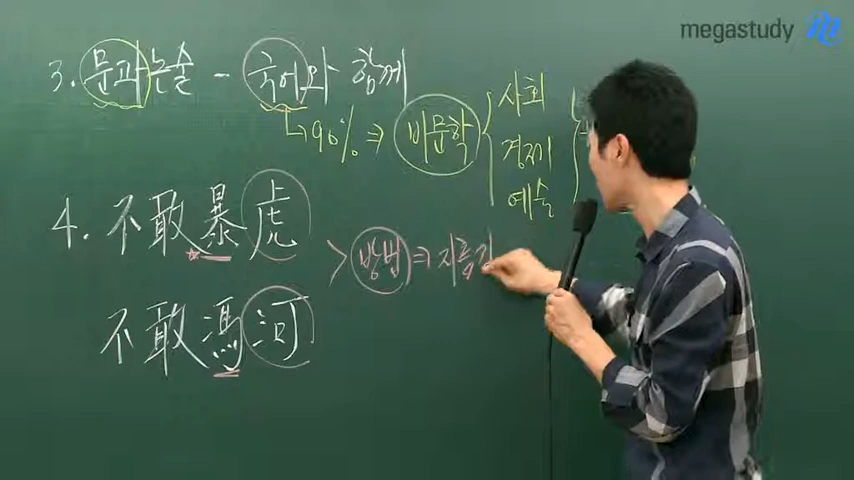 megastudy
3. 문과논술 - 국어와 함께
↳ 90% ⇒ 비문학 { 사회
경제
예술
4. 不敢暴虎
> 방법 ⇒ 지름길
不敢馮河